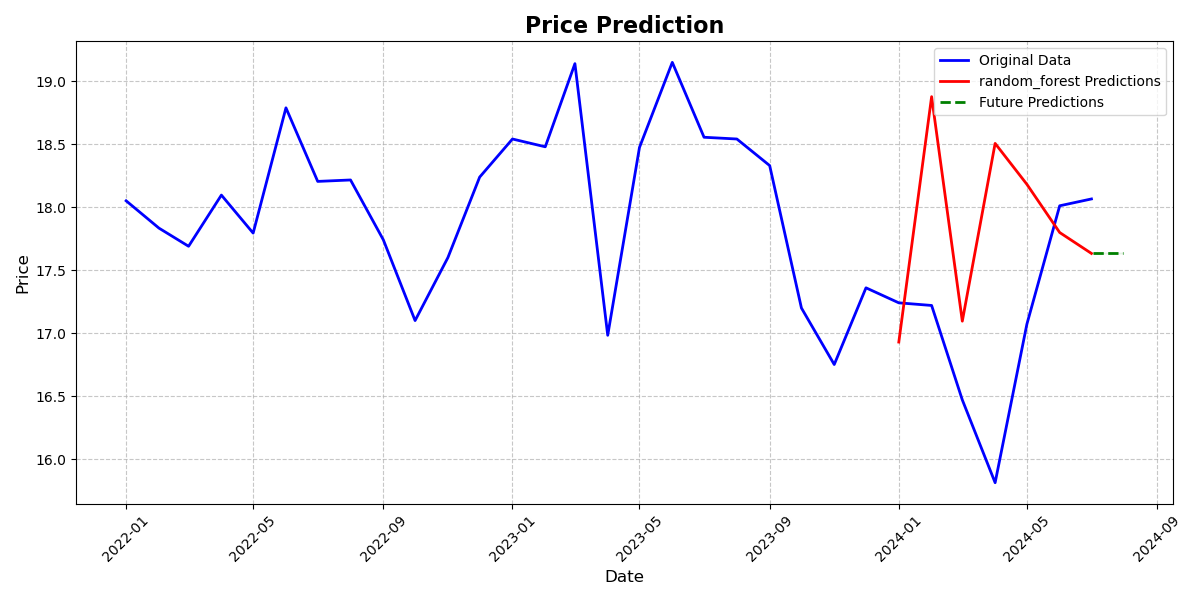 Price Prediction
Original Data
random_forest Predictions
Future Predictions
Price
19.0
18.5
18.0
17.5
17.0
16.5
16.0
2022-01
2022-05
2022-09
2023-01
2023-05
2023-09
2024-01
2024-05
2024-09
Date